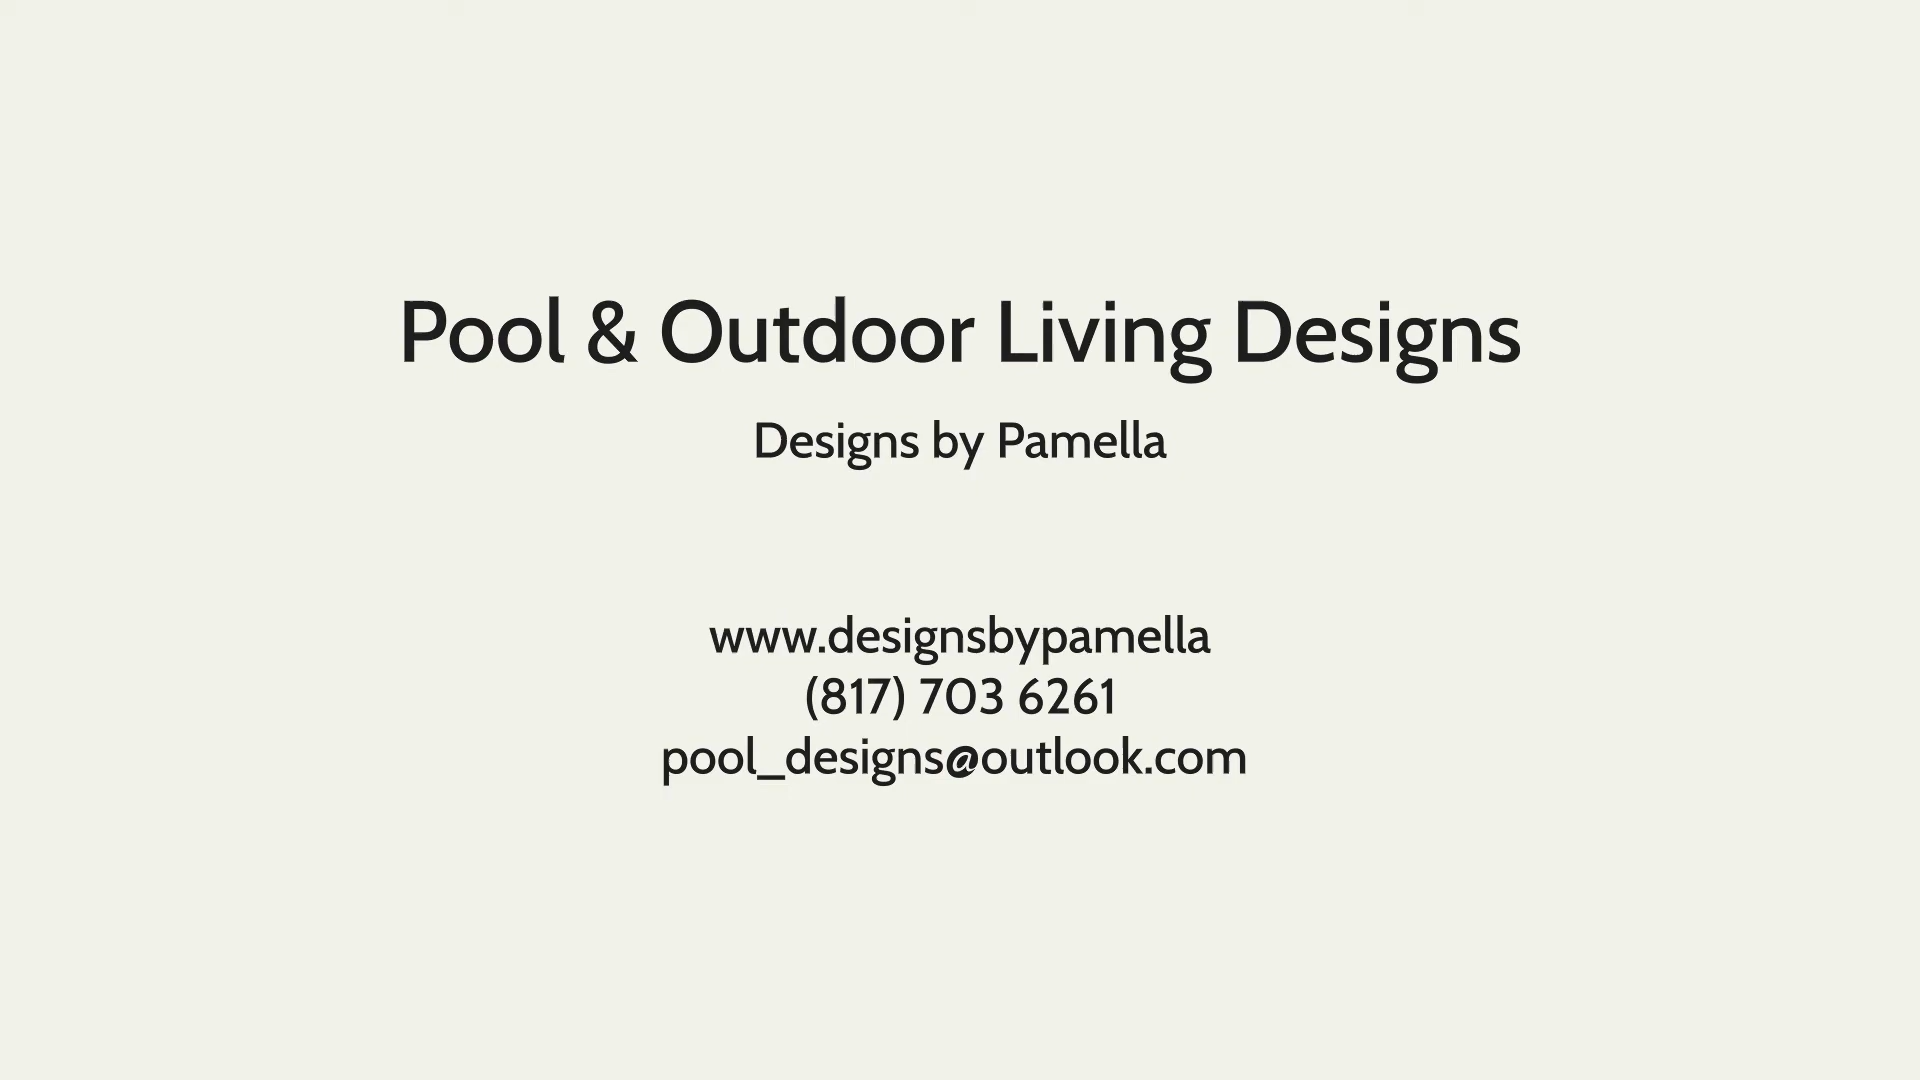 Pool & Outdoor Living Designs
Designs by Pamella
www.designsbypamella
(817) 703 6261
pool_designs@outlook.com